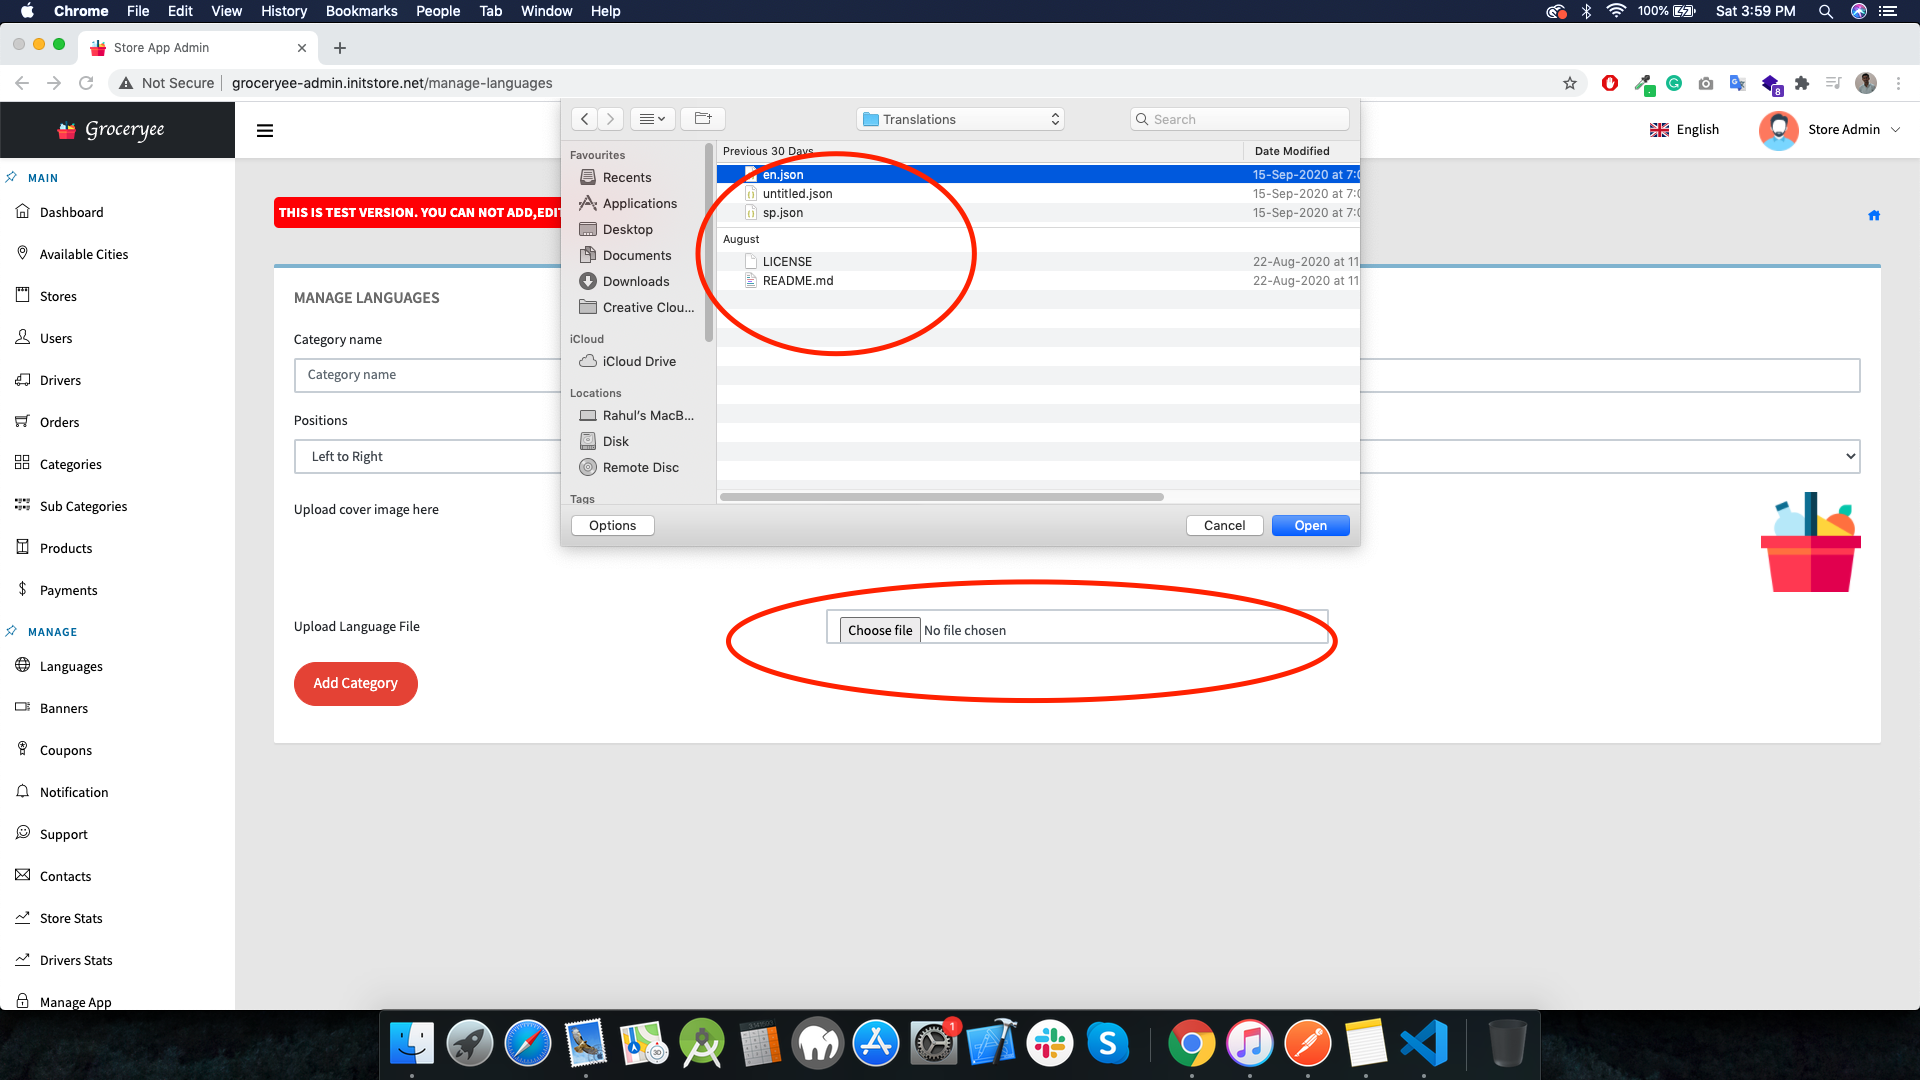 Chrome File Edit View History Bookmarks People Tab Window Help 100% Sat 3:59 PM
Store App Admin
Not Secure groceryee-admin.initstore.net/manage-languages
8
Groceryee
English Store Admin
Translations
Search
Favourites
Recents
Applications
Desktop
Documents
Downloads
Creative Clou...
iCloud
iCloud Drive
Locations
Rahul's MacB...
Disk
Remote Disc
Tags
Previous 30 Days Date Modified
en.json 15-Sep-2020 at 7:0
untitled.json 15-Sep-2020 at 7:0
sp.json 15-Sep-2020 at 7:0
August
LICENSE 22-Aug-2020 at 11
README.md 22-Aug-2020 at 11
Options Cancel Open
MAIN
Dashboard
Available Cities
Stores
Users
Drivers
Orders
Categories
Sub Categories
Products
Payments
MANAGE
Languages
Banners
Coupons
Notification
Support
Contacts
Store Stats
Drivers Stats
Manage App
THIS IS TEST VERSION. YOU CAN NOT ADD,EDI
MANAGE LANGUAGES
Category name
Category name
Positions
Left to Right
Upload cover image here
Upload Language File
Choose file No file chosen
Add Category
3D
1
S